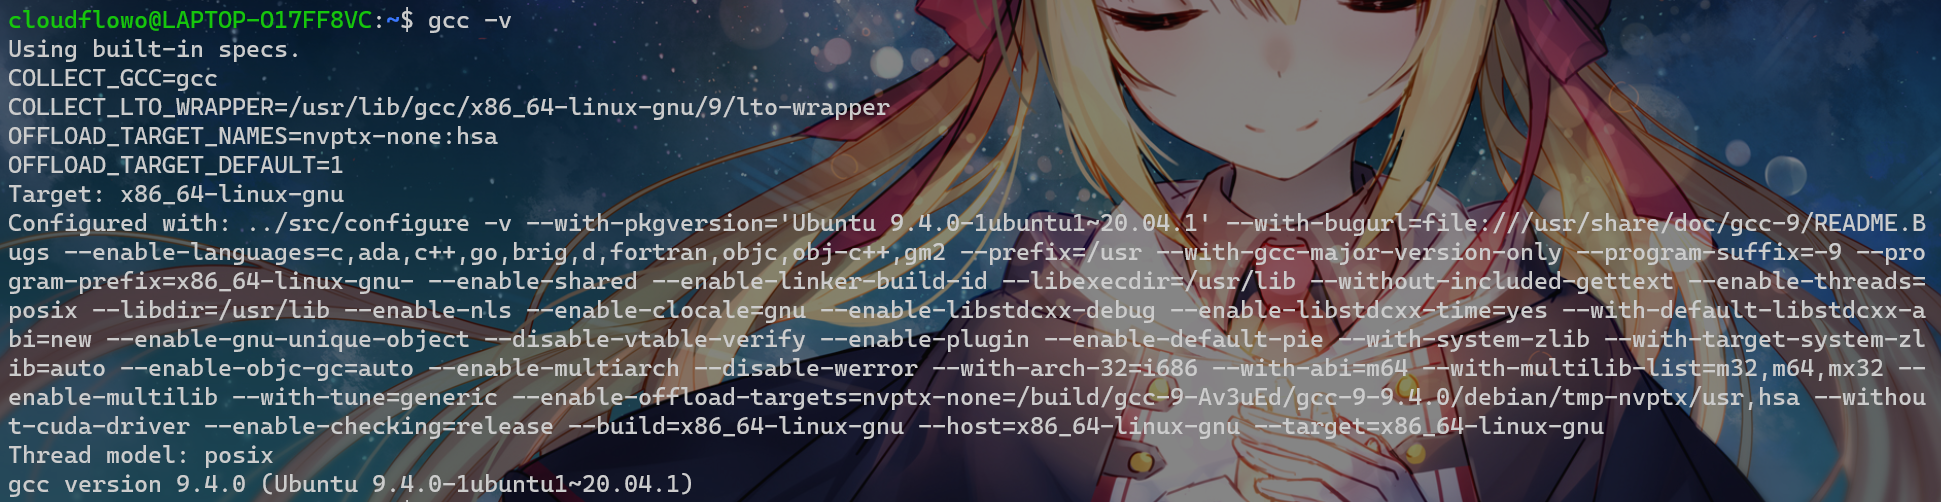 cloudflowo@LAPTOP-O17FF8VC:~$ gcc -v
Using built-in specs.
COLLECT_GCC=gcc
COLLECT_LTO_WRAPPER=/usr/lib/gcc/x86_64-linux-gnu/9/lto-wrapper
OFFLOAD_TARGET_NAMES=nvptx-none:hsa
OFFLOAD_TARGET_DEFAULT=1
Target: x86_64-linux-gnu
Configured with: ../src/configure -v --with-pkgversion='Ubuntu 9.4.0-1ubuntu1~20.04.1' --with-bugurl=file:///usr/share/doc/gcc-9/README.B
ugs --enable-languages=c,ada,c++,go,brig,d,fortran,objc,obj-c++,gm2 --prefix=/usr --with-gcc-major-version-only --program-suffix=-9 --pro
gram-prefix=x86_64-linux-gnu- --enable-shared --enable-linker-build-id --libexecdir=/usr/lib --without-included-gettext --enable-threads=
posix --libdir=/usr/lib --enable-nls --enable-clocale=gnu --enable-libstdcxx-debug --enable-libstdcxx-time=yes --with-default-libstdcxx-a
bi=new --enable-gnu-unique-object --disable-vtable-verify --enable-plugin --enable-default-pie --with-system-zlib --with-target-system-zl
ib=auto --enable-objc-gc=auto --enable-multiarch --disable-werror --with-arch-32=i686 --with-abi=m64 --with-multilib-list=m32,m64,mx32 --
enable-multilib --with-tune=generic --enable-offload-targets=nvptx-none=/build/gcc-9-Av3uEd/gcc-9-9.4.0/debian/tmp-nvptx/usr,hsa --withou
t-cuda-driver --enable-checking=release --build=x86_64-linux-gnu --host=x86_64-linux-gnu --target=x86_64-linux-gnu
Thread model: posix
gcc version 9.4.0 (Ubuntu 9.4.0-1ubuntu1~20.04.1)